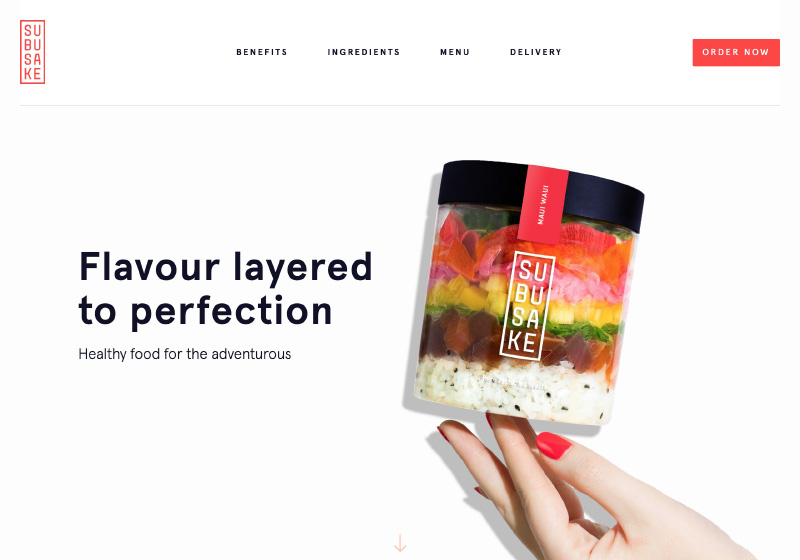 SU
BU
SA
KE
BENEFITS
INGREDIENTS
MENU
DELIVERY
ORDER NOW
MAUI WAUI
Flavour layered
to perfection
Healthy food for the adventurous
SU
BU
SA
KE